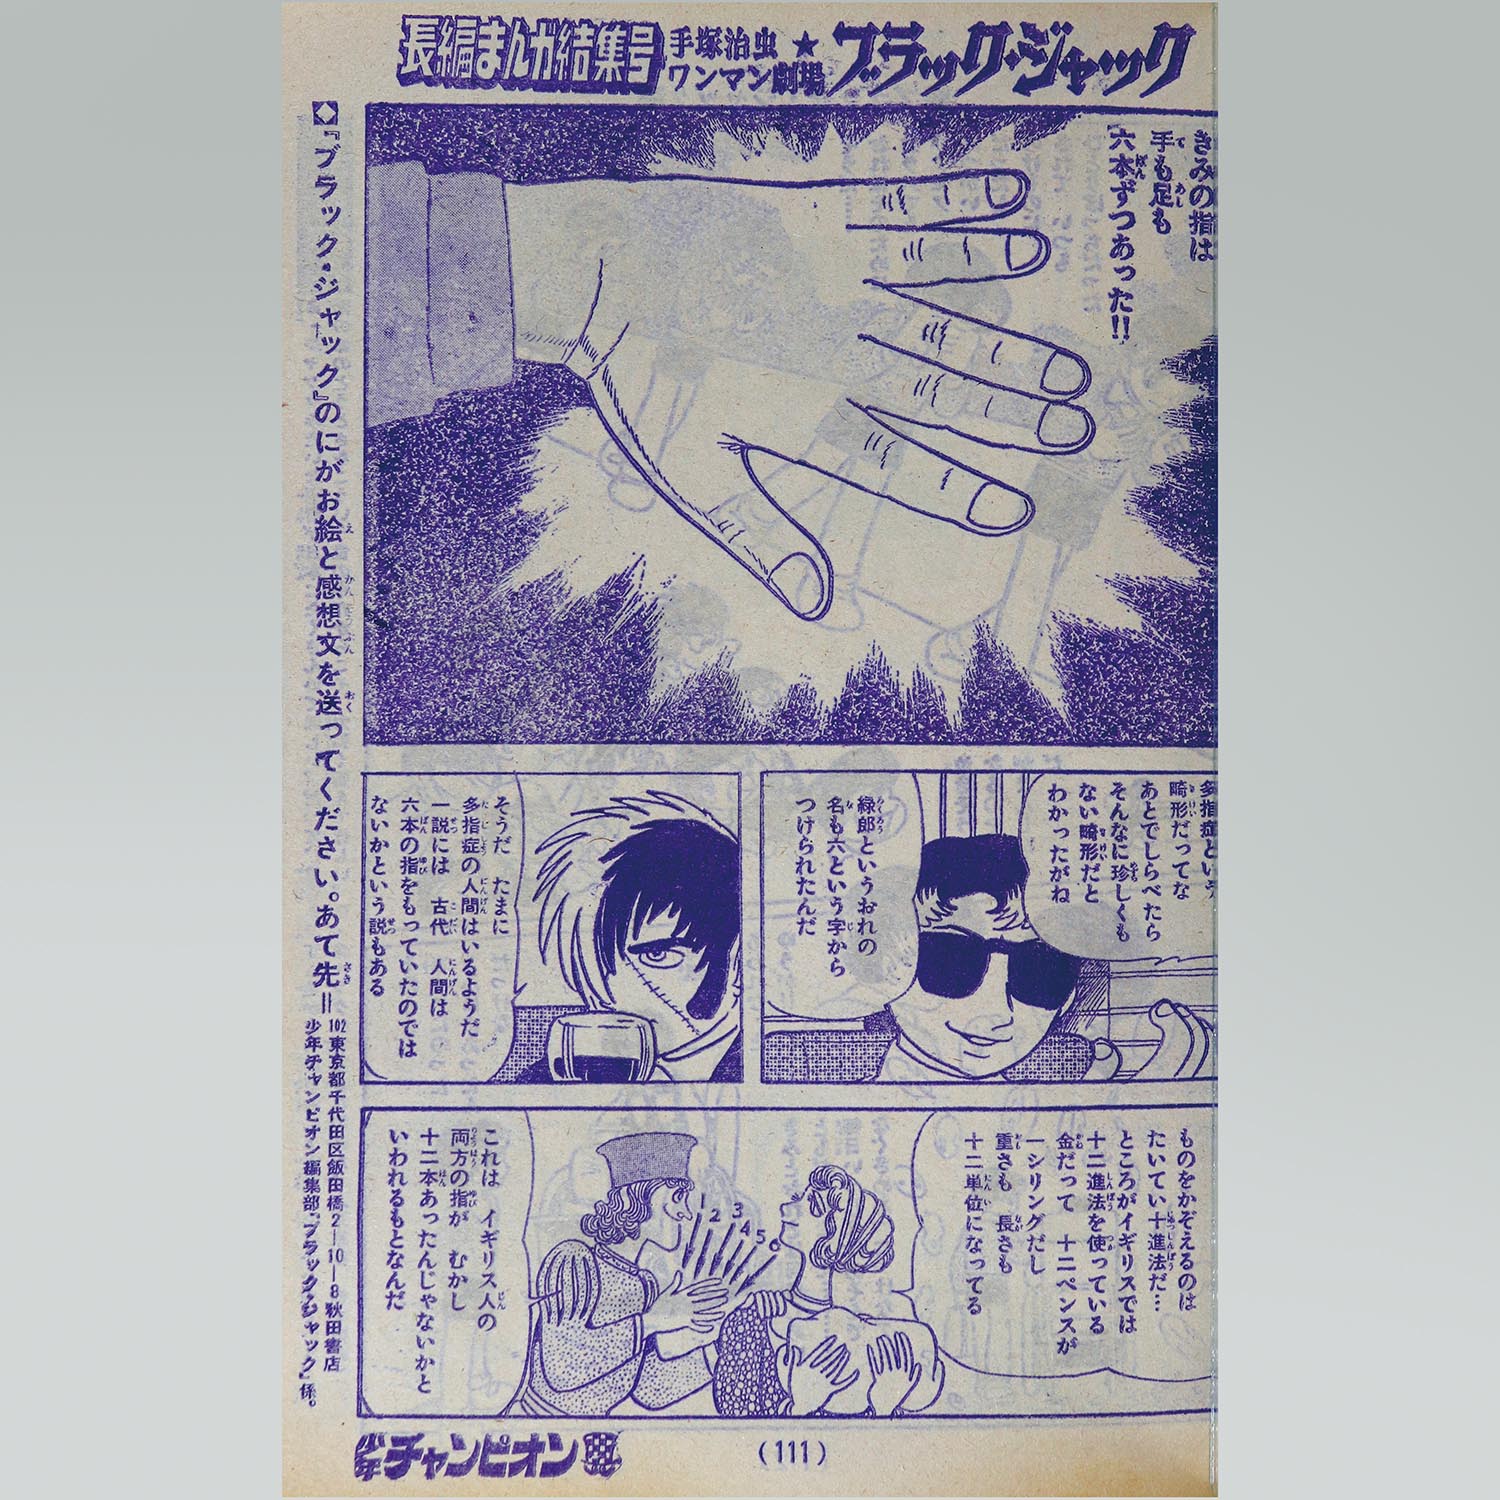 長編まんが結集号
手塚治虫
ワンマン劇場
★
ブラック・ジャック
きみの指は
手も足も
六本ずつあった!!
多指症という
畸形だってな
あとでしらべたら
そんなに珍しくも
ない畸形だと
わかったがね
緑郎というおれの
名も六という字から
つけられたんだ
そうだ たまに
多指症の人間はいるようだ
一説には 古代 人間は
六本の指をもっていたのでは
ないかという説もある
ものをかぞえるのは
たいてい十進法だ…
ところがイギリスでは
十二進法を使っている
金だって 十二ペンスが
一シリングだし
重さも 長さも
十二単位になってる
1
2
3
4
5
6
これは イギリス人の
両方の指が むかし
十二本あったんじゃないかと
いわれるもとなんだ
◆『ブラック・ジャック』のにがお絵と感想文を送ってください。あて先＝
102東京都千代田区飯田橋2—10—8秋田書店
少年チャンピオン編集部『ブラック・ジャック』係。
少年チャンピオン
(111)